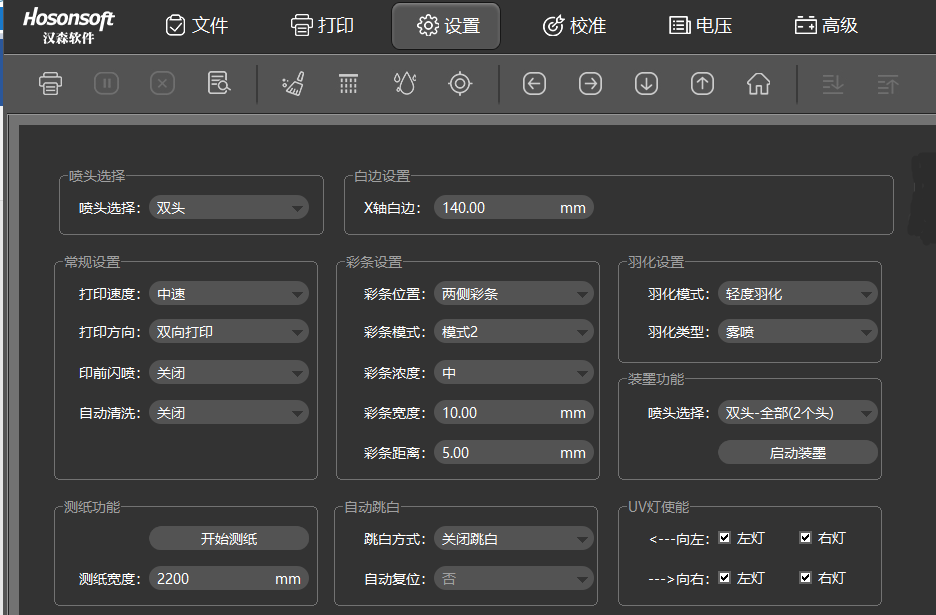 Hosonsoft
汉森软件
文件 打印 设置 校准 电压 高级
喷头选择
喷头选择： 双头
白边设置
X轴白边： 140.00 mm
常规设置
打印速度： 中速
打印方向： 双向打印
印前闪喷： 关闭
自动清洗： 关闭
彩条设置
彩条位置： 两侧彩条
彩条模式： 模式2
彩条浓度： 中
彩条宽度： 10.00 mm
彩条距离： 5.00 mm
羽化设置
羽化模式： 轻度羽化
羽化类型： 雾喷
装墨功能
喷头选择： 双头-全部(2个头)
启动装墨
测纸功能
开始测纸
测纸宽度： 2200 mm
自动跳白
跳白方式： 关闭跳白
自动复位： 否
UV灯使能
<---向左： 左灯 右灯
--->向右： 左灯 右灯